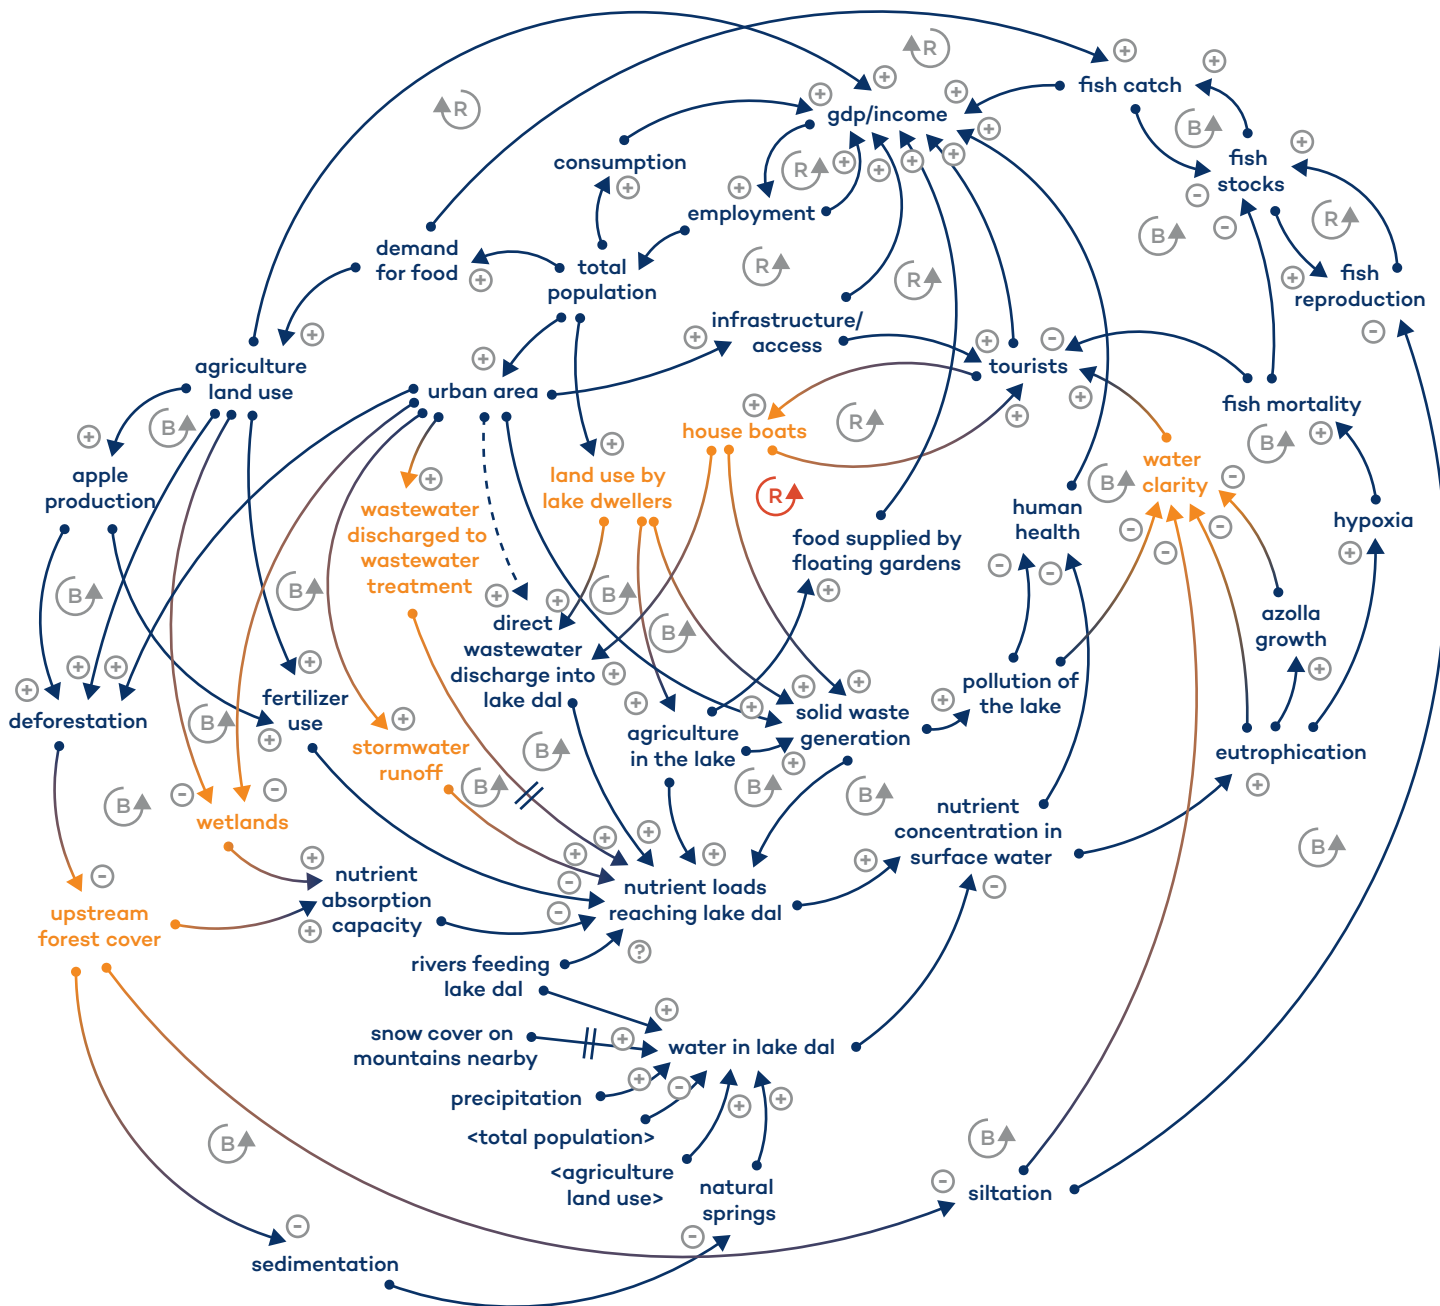 R
fish catch
gdp/income
R
B
consumption
R
fish
stocks
employment
R
B
demand
for food
total
population
R
R
fish
reproduction
infrastructure/
access
agriculture
land use
tourists
urban area
fish mortality
B
house boats
R
B
apple
production
land use by
lake dwellers
water
clarity
B
R
wastewater
discharged to
wastewater
treatment
human
health
hypoxia
food supplied by
floating gardens
B
B
B
direct
wastewater
discharge into
lake dal
B
azolla
growth
fertilizer
use
pollution of
the lake
deforestation
B
solid waste
generation
agriculture
in the lake
stormwater
runoff
B
eutrophication
B
B
B
B
wetlands
nutrient
concentration in
surface water
B
nutrient
absorption
capacity
nutrient loads
reaching lake dal
upstream
forest cover
rivers feeding
lake dal
?
snow cover on
mountains nearby
water in lake dal
precipitation
<total population>
B
B
<agriculture
land use>
natural
springs
siltation
sedimentation